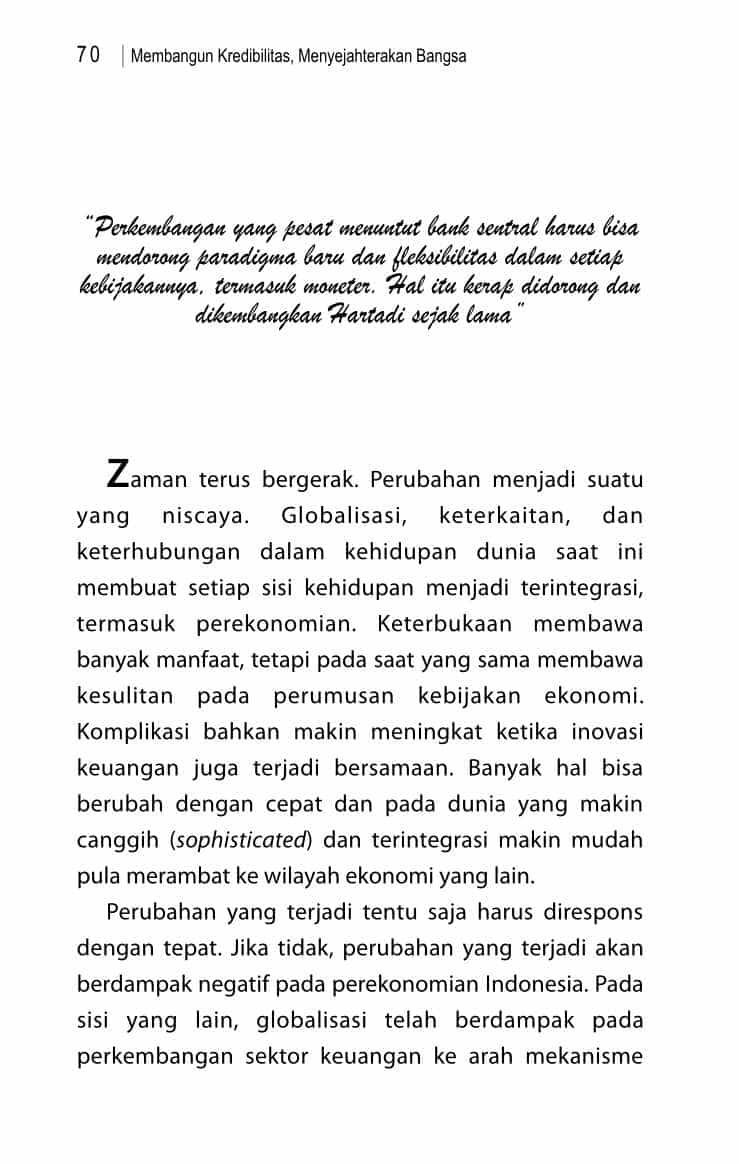 70 | Membangun Kredibilitas, Menyejahterakan Bangsa
"Perkembangan yang pesat menuntut bank sentral harus bisa
mendorong paradigma baru dan fleksibilitas dalam setiap
kebijakannya, termasuk moneter. Hal itu kerap didorong dan
dikembangkan Hartadi sejak lama"
Zaman terus bergerak. Perubahan menjadi suatu
yang niscaya. Globalisasi, keterkaitan, dan
keterhubungan dalam kehidupan dunia saat ini
membuat setiap sisi kehidupan menjadi terintegrasi,
termasuk perekonomian. Keterbukaan membawa
banyak manfaat, tetapi pada saat yang sama membawa
kesulitan pada perumusan kebijakan ekonomi.
Komplikasi bahkan makin meningkat ketika inovasi
keuangan juga terjadi bersamaan. Banyak hal bisa
berubah dengan cepat dan pada dunia yang makin
canggih (sophisticated) dan terintegrasi makin mudah
pula merambat ke wilayah ekonomi yang lain.
Perubahan yang terjadi tentu saja harus direspons
dengan tepat. Jika tidak, perubahan yang terjadi akan
berdampak negatif pada perekonomian Indonesia. Pada
sisi yang lain, globalisasi telah berdampak pada
perkembangan sektor keuangan ke arah mekanisme